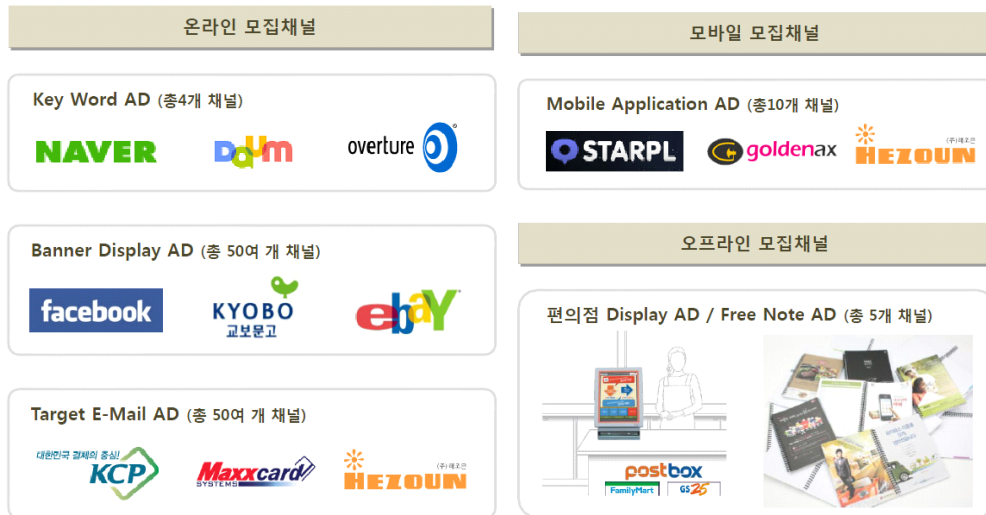 온라인 모집채널
Key Word AD (총4개 채널)
NAVER
Daum
overture
Banner Display AD (총 50여 개 채널)
facebook
KYOBO
교보문고
ebaY
Target E-Mail AD (총 50여 개 채널)
대한민국 결제의 중심!
KCP
Maxxcard
SYSTEMS
(주)해조은
HEZOUN
모바일 모집채널
Mobile Application AD (총10개 채널)
STARPL
goldenax
(주)해조은
HEZOUN
오프라인 모집채널
편의점 Display AD / Free Note AD (총 5개 채널)
postbox
FamilyMart
GS25